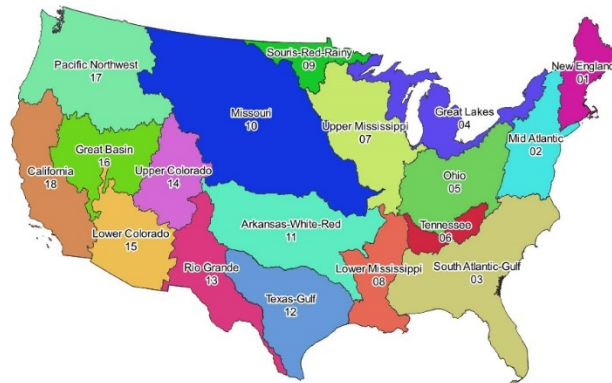 Pacific Northwest
17
Souris-Red-Rainy
09
New England
01
Missouri
10
Great Lakes
04
Upper Mississippi
07
Mid Atlantic
02
Great Basin
16
California
18
Upper Colorado
14
Ohio
05
Tennessee
06
Arkansas-White-Red
11
Lower Colorado
15
Rio Grande
13
Lower Mississippi
08
South Atlantic-Gulf
03
Texas-Gulf
12